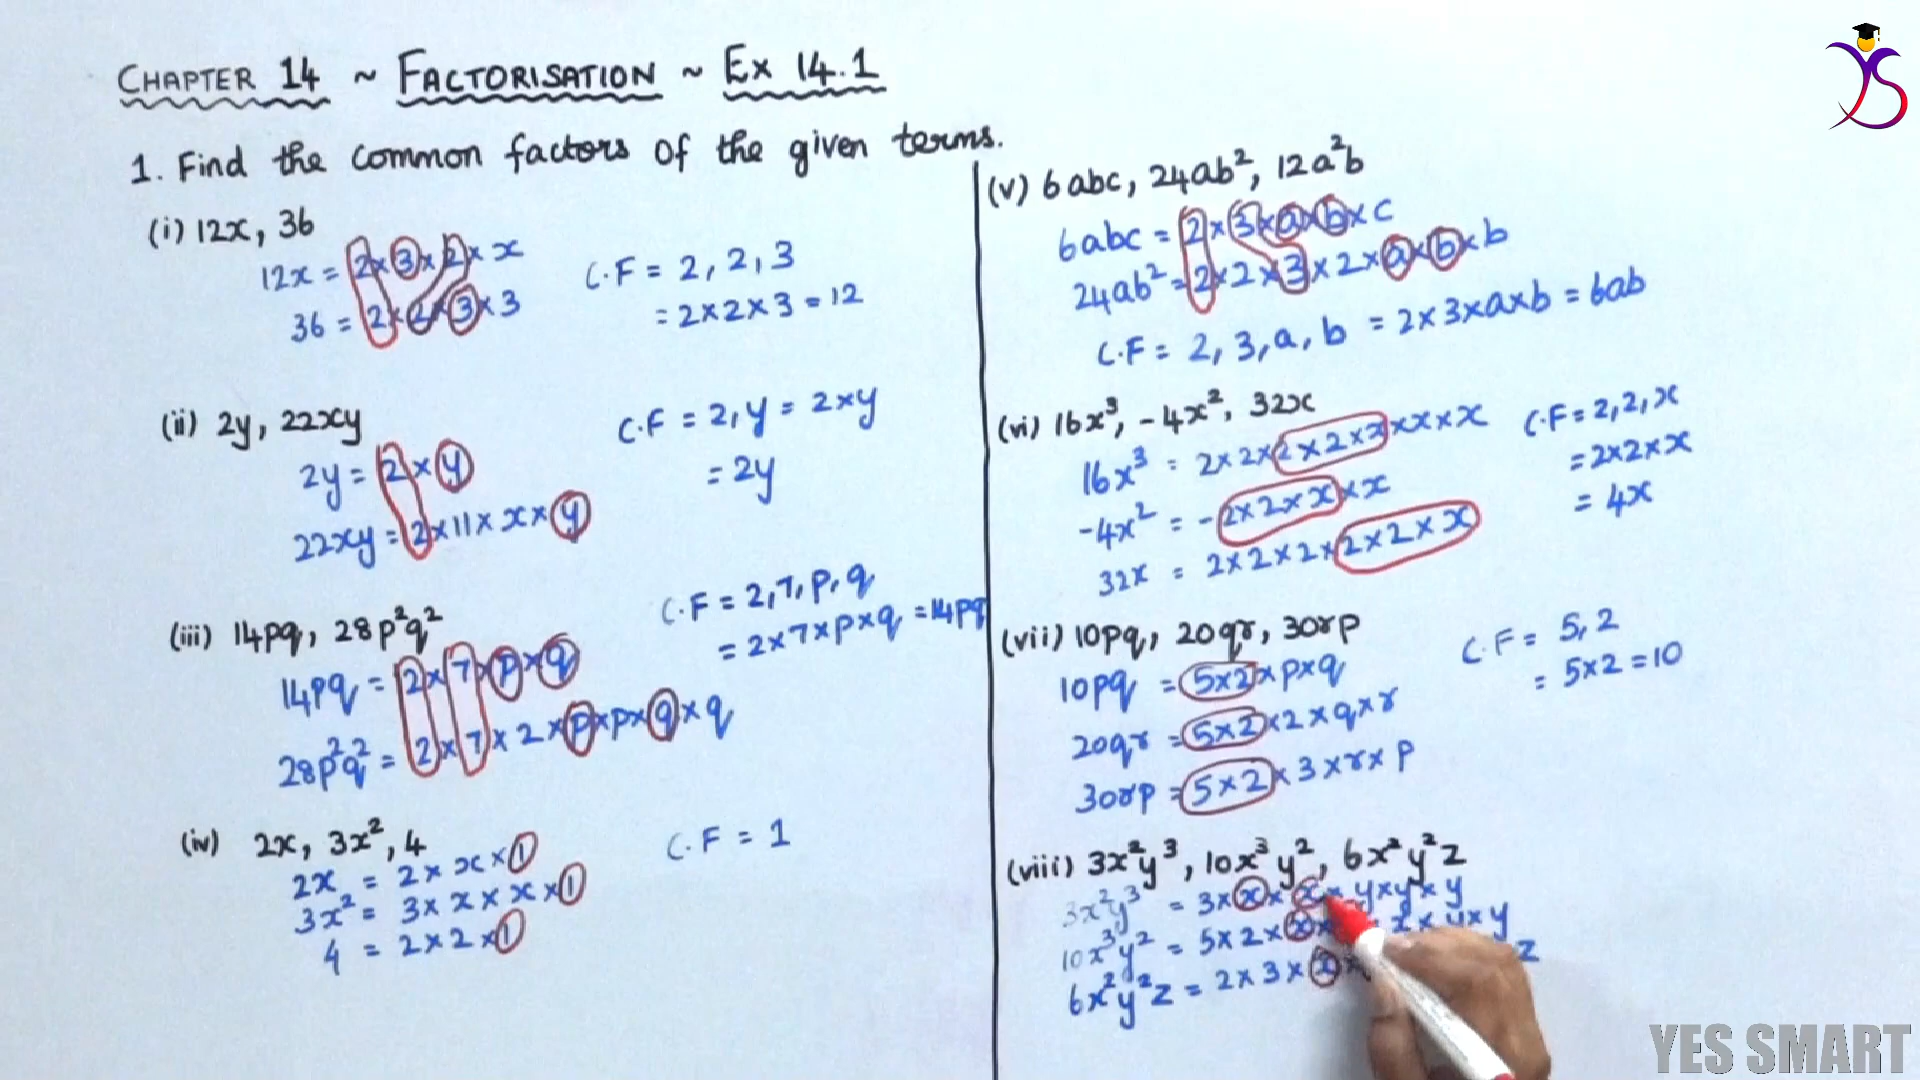 CHAPTER 14 ~ FACTORISATION ~ Ex 14.1
1. Find the common factors of the given terms.
(i) 12x, 36
12x = 2×3×2×x
36 = 2×2×3×3
C.F = 2, 2, 3
= 2×2×3 = 12
(ii) 2y, 22xy
2y = 2×y
22xy = 2×11×x×y
C.F = 2, y = 2×y
= 2y
(iii) 14pq, 28p²q²
14pq = 2×7×p×q
28p²q² = 2×7×2×p×p×q×q
C.F = 2, 7, p, q
= 2×7×p×q = 14pq
(iv) 2x, 3x², 4
2x = 2×x×1
3x² = 3×x×x×1
4 = 2×2×1
C.F = 1
(v) 6abc, 24ab², 12a²b
6abc = 2×3×a×b×c
24ab² = 2×2×3×2×a×b×b
C.F = 2, 3, a, b = 2×3×a×b = 6ab
(vi) 16x³, -4x², 32x
16x³ = 2×2×2×2×x×x×x
-4x² = -2×2×x×x
32x = 2×2×2×2×2×x
C.F = 2, 2, x
= 2×2×x
= 4x
(vii) 10pq, 20qr, 30rp
10pq = 5×2×p×q
20qr = 5×2×2×q×r
30rp = 5×2×3×r×p
C.F = 5, 2
= 5×2 = 10
(viii) 3x²y³, 10x³y², 6x²y²z
3x²y³ = 3×x×x×y×y×y
10x³y² = 5×2×x× x×y×y
6x²y²z = 2×3×x× z
YS
YES SMART